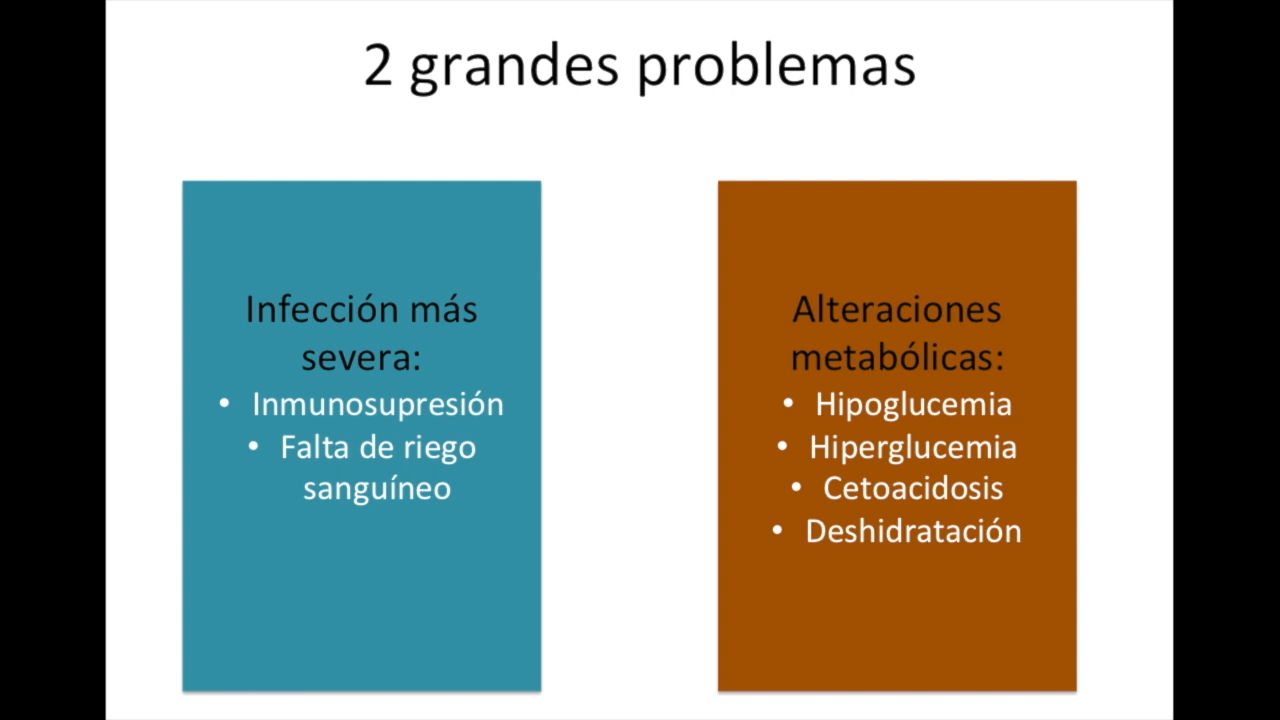 2 grandes problemas
Infección más
severa:
• Inmunosupresión
• Falta de riego
sanguíneo
Alteraciones
metabólicas:
• Hipoglucemia
• Hiperglucemia
• Cetoacidosis
• Deshidratación